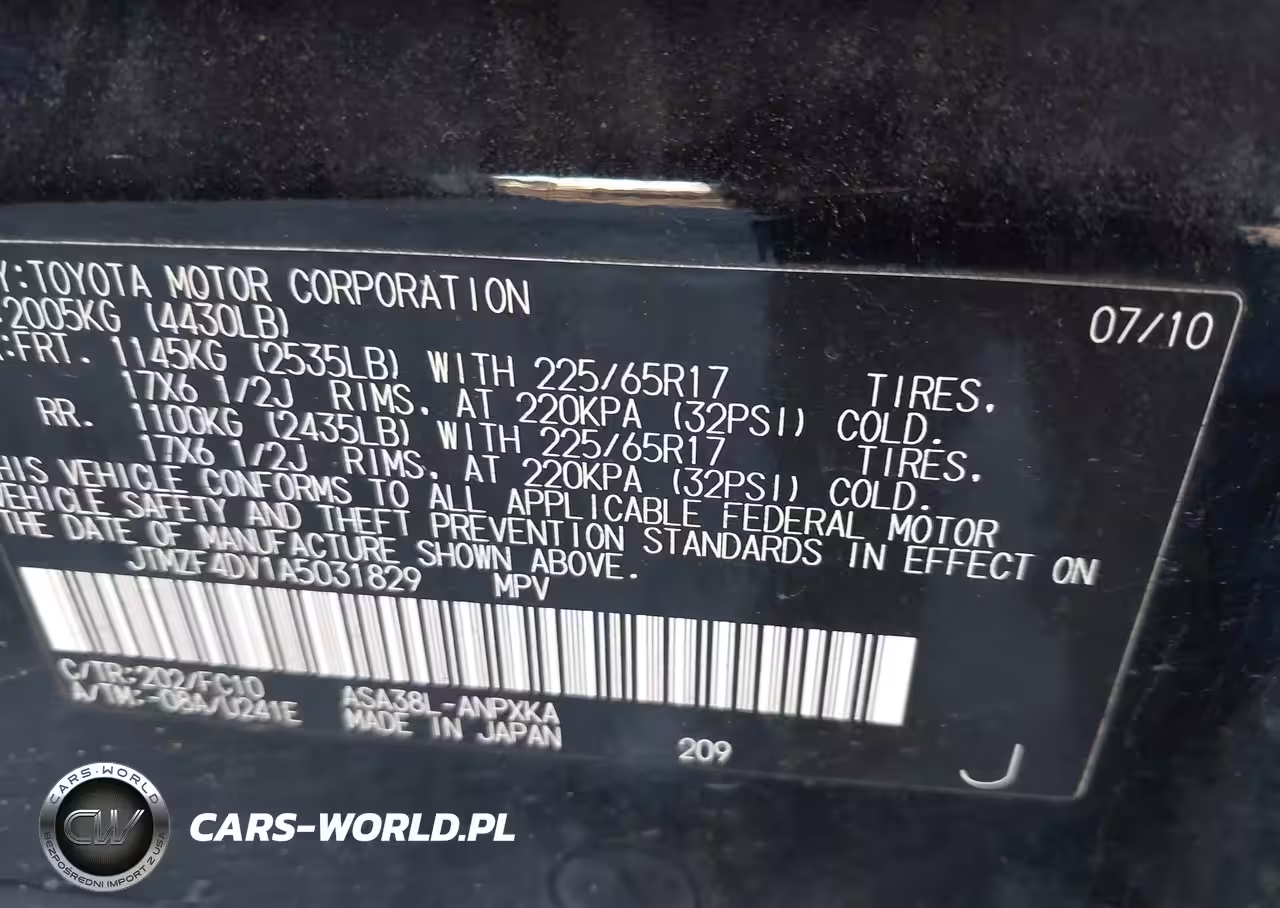 Y:TOYOTA MOTOR CORPORATION 07/10
:2005KG (4430LB)
:FRT. 1145KG (2535LB) WITH 225/65R17 TIRES.
17X6 1/2J RIMS. AT 220KPA (32PSI) COLD.
RR. 1100KG (2435LB) WITH 225/65R17 TIRES.
17X6 1/2J RIMS. AT 220KPA (32PSI) COLD.
HIS VEHICLE CONFORMS TO ALL APPLICABLE FEDERAL MOTOR
VEHICLE SAFETY AND THEFT PREVENTION STANDARDS IN EFFECT ON
THE DATE OF MANUFACTURE SHOWN ABOVE.
JTMZF4DV1A5031829 MPV
C/TR:202/FC10 ASA38L-ANPXKA
A/TM:-08A/U241E MADE IN JAPAN
209
J
CARS-WORLD
CW
BEZPOŚREDNI IMPORT Z USA
CARS-WORLD.PL